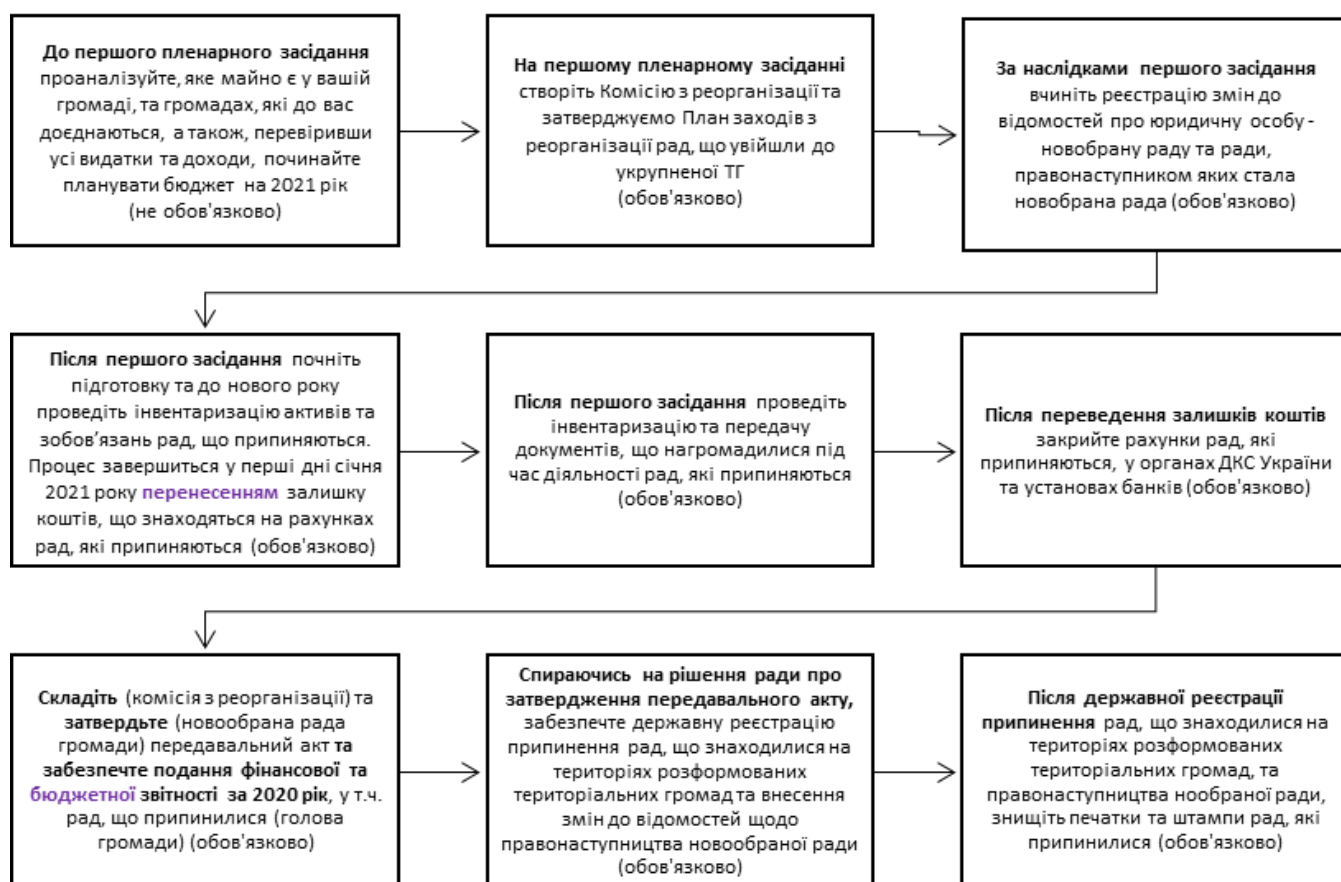 До першого пленарного засідання
проаналізуйте, яке майно є у вашій
громаді, та громадах, які до вас
доєднаються, а також, перевіривши
усі видатки та доходи, починайте
планувати бюджет на 2021 рік
(не обов'язково)
На першому пленарному засіданні
створіть Комісію з реорганізації та
затверджуємо План заходів з
реорганізації рад, що увійшли до
укрупненої ТГ
(обов'язково)
За наслідками першого засідання
вчиніть реєстрацію змін до
відомостей про юридичну особу -
новобрану раду та ради,
правонаступником яких стала
новобрана рада (обов'язково)
Після першого засідання почніть
підготовку та до нового року
проведіть інвентаризацію активів та
зобов’язань рад, що припиняються.
Процес завершиться у перші дні січня
2021 року перенесенням залишку
коштів, що знаходяться на рахунках
рад, які припиняються (обов'язково)
Після першого засідання проведіть
інвентаризацію та передачу
документів, що нагромадилися під
час діяльності рад, які припиняються
(обов'язково)
Після переведення залишків коштів
закрийте рахунки рад, які
припиняються, у органах ДКС України
та установах банків (обов'язково)
Складіть (комісія з реорганізації) та
затвердьте (новообрана рада
громади) передавальний акт та
забезпечте подання фінансової та
бюджетної звітності за 2020 рік, у т.ч.
рад, що припинилися (голова
громади) (обов'язково)
Спираючись на рішення ради про
затвердження передавального акту,
забезпечте державну реєстрацію
припинення рад, що знаходилися на
територіях розформованих
територіальних громад та внесення
змін до відомостей щодо
правонаступництва новообраної ради
(обов'язково)
Після державної реєстрації
припинення рад, що знаходилися на
територіях розформованих
територіальних громад, та
правонаступництва нообраної ради,
знищіть печатки та штампи рад, які
припинилися (обов'язково)